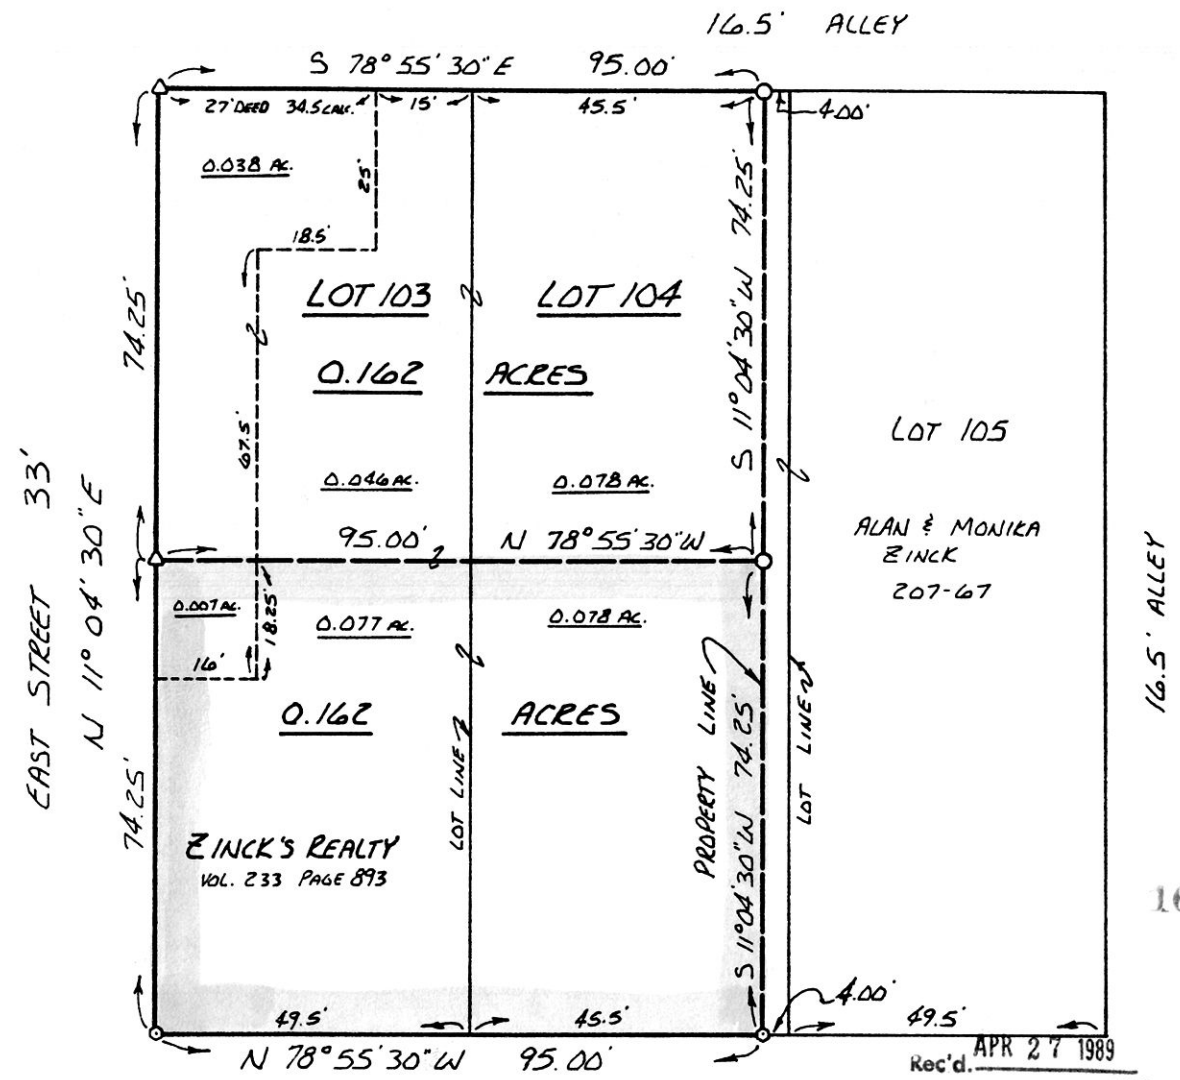 16.5' ALLEY
S 78° 55' 30" E 95.00'
27' DEED 34.5 CALC. 15' 45.5' 4.00'
0.038 AC.
25'
18.5'
74.25'
S 11° 04' 30" W 74.25'
LOT 103 LOT 104
0.162 ACRES
67.5'
LOT 105
0.046 AC. 0.078 AC.
95.00' N 78° 55' 30" W
ALAN & MONIKA
ZINCK
207-67
EAST STREET 33'
N 11° 04' 30" E
16.5' ALLEY
0.007 AC. 18.25' 0.077 AC. 0.078 AC.
16'
0.162 ACRES
PROPERTY LINE
LOT LINE
LOT LINE
74.25'
S 11° 04' 30" W 74.25'
ZINCK'S REALTY
VOL. 233 PAGE 893
49.5' 45.5' 4.00' 49.5'
N 78° 55' 30" W 95.00'
Rec'd. APR 27 1989